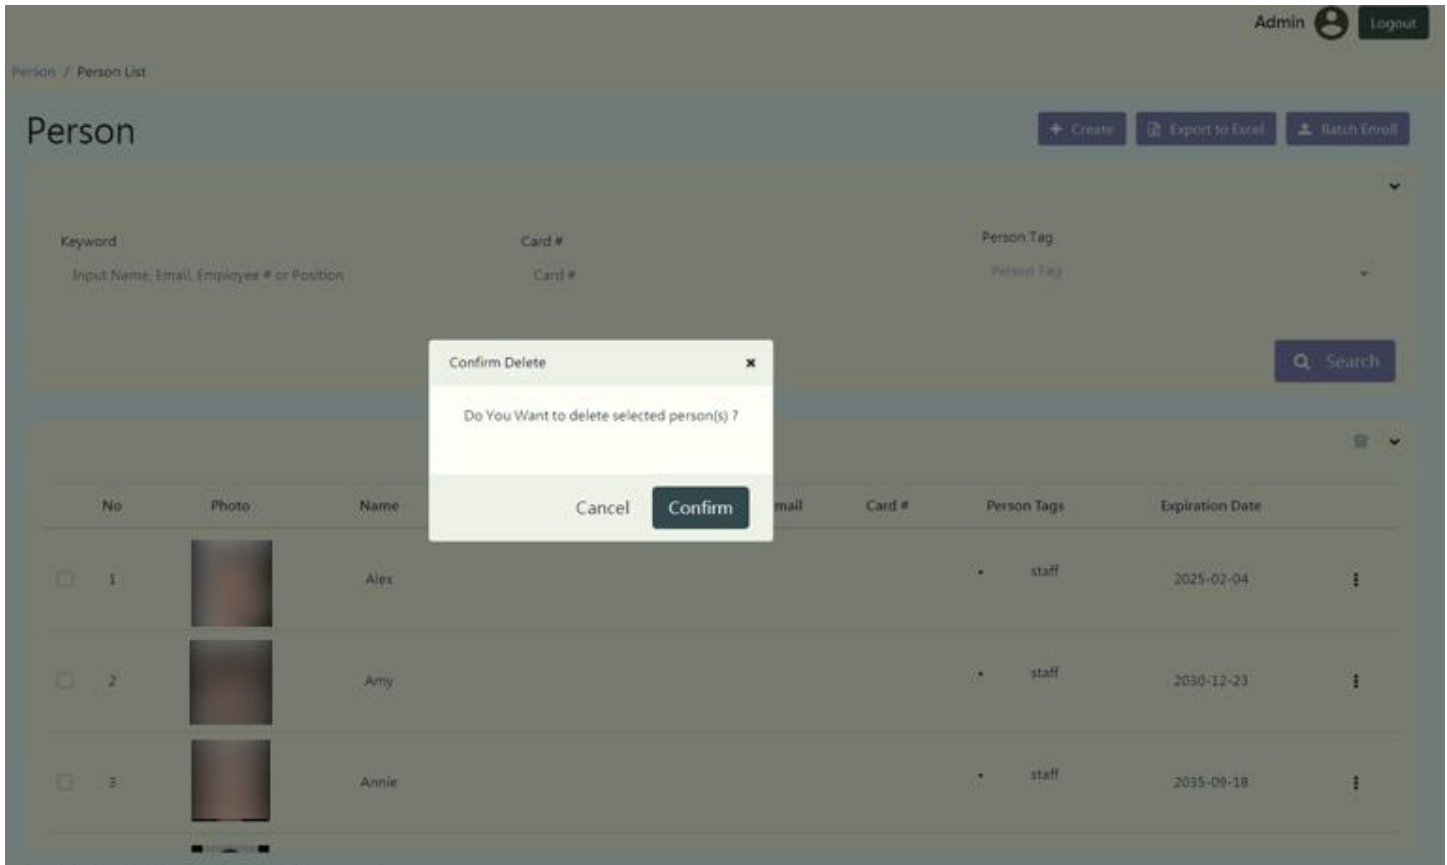 Admin Logout
Person / Person List
Person + Create Export to Excel Batch Enroll
Keyword Card # Person Tag
Input Name, Email, Employee # or Position Card # Person Tag
Search
Confirm Delete
Do You Want to delete selected person(s) ?
Cancel Confirm
No Photo Name mail Card # Person Tags Expiration Date
1 Alex • staff 2025-02-04
2 Amy • staff 2030-12-23
3 Annie • staff 2035-09-18